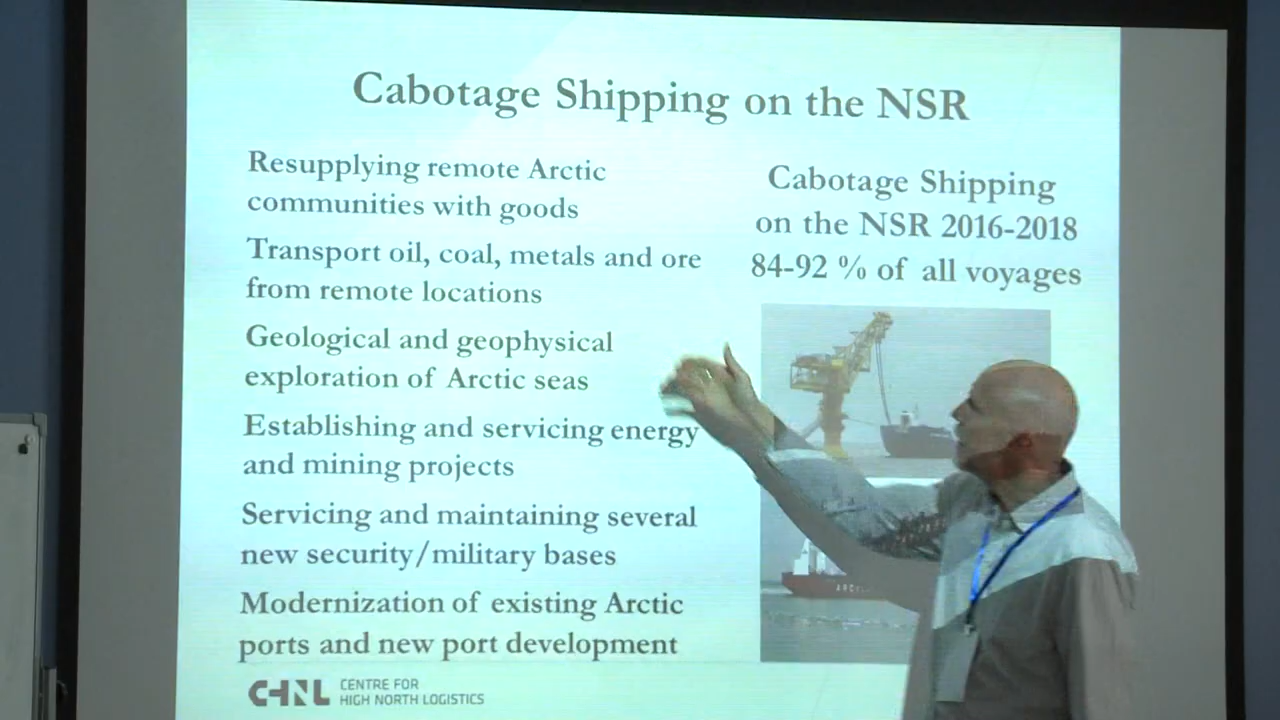 Cabotage Shipping on the NSR
Resupplying remote Arctic
communities with goods
Transport oil, coal, metals and ore
from remote locations
Geological and geophysical
exploration of Arctic seas
Establishing and servicing energy
and mining projects
Servicing and maintaining several
new security/military bases
Modernization of existing Arctic
ports and new port development
Cabotage Shipping
on the NSR 2016-2018
84-92 % of all voyages
CHNL
CENTRE FOR
HIGH NORTH LOGISTICS